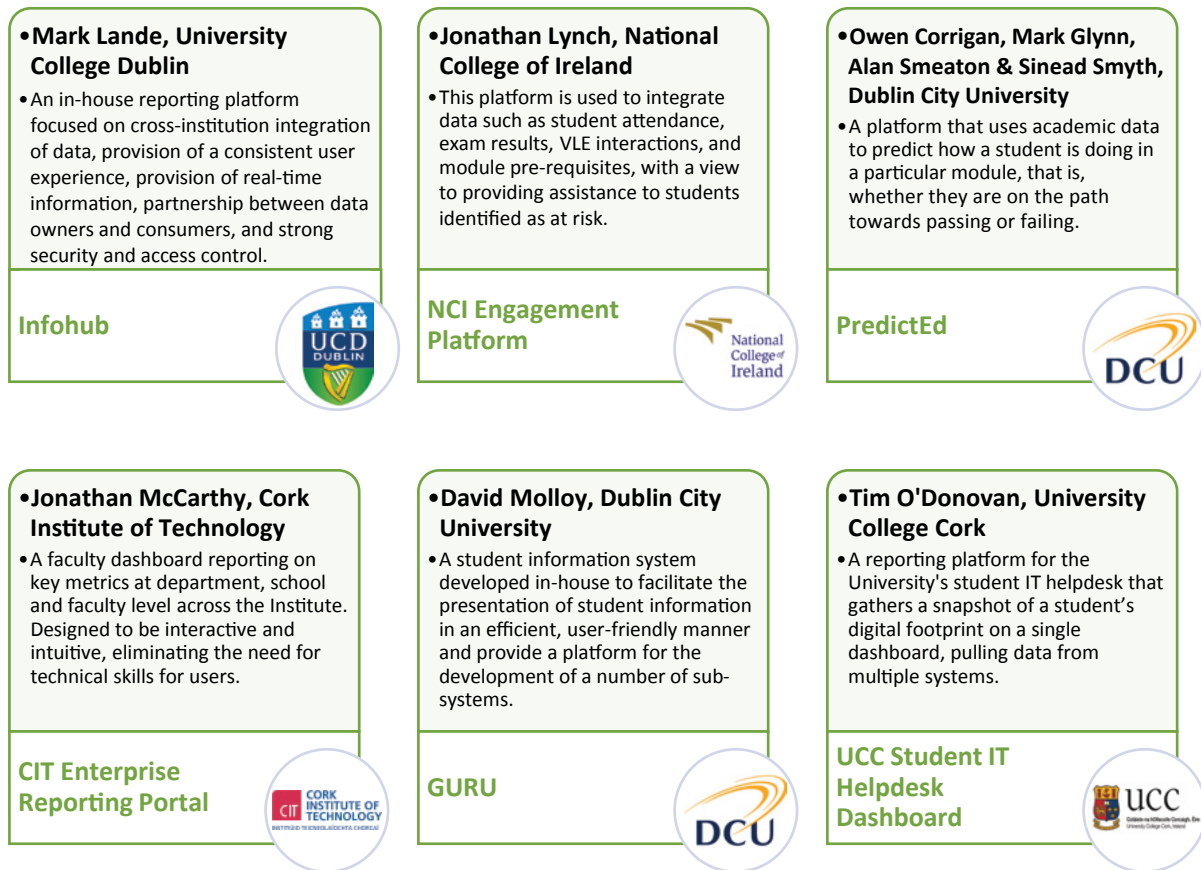 •Mark Lande, University
College Dublin
•An in-house reporting platform
focused on cross-institution integration
of data, provision of a consistent user
experience, provision of real-time
information, partnership between data
owners and consumers, and strong
security and access control.
Infohub
UCD
DUBLIN
•Jonathan Lynch, National
College of Ireland
•This platform is used to integrate
data such as student attendance,
exam results, VLE interactions, and
module pre-requisites, with a view
to providing assistance to students
identified as at risk.
NCI Engagement
Platform
National
College of
Ireland
•Owen Corrigan, Mark Glynn,
Alan Smeaton & Sinead Smyth,
Dublin City University
•A platform that uses academic data
to predict how a student is doing in
a particular module, that is,
whether they are on the path
towards passing or failing.
PredictEd
DCU
•Jonathan McCarthy, Cork
Institute of Technology
•A faculty dashboard reporting on
key metrics at department, school
and faculty level across the Institute.
Designed to be interactive and
intuitive, eliminating the need for
technical skills for users.
CIT Enterprise
Reporting Portal
CIT
CORK
INSTITUTE OF
TECHNOLOGY
•David Molloy, Dublin City
University
•A student information system
developed in-house to facilitate the
presentation of student information
in an efficient, user-friendly manner
and provide a platform for the
development of a number of sub-
systems.
GURU
DCU
•Tim O'Donovan, University
College Cork
•A reporting platform for the
University's student IT helpdesk that
gathers a snapshot of a student’s
digital footprint on a single
dashboard, pulling data from
multiple systems.
UCC Student IT
Helpdesk
Dashboard
UCC
University College Cork, Ireland